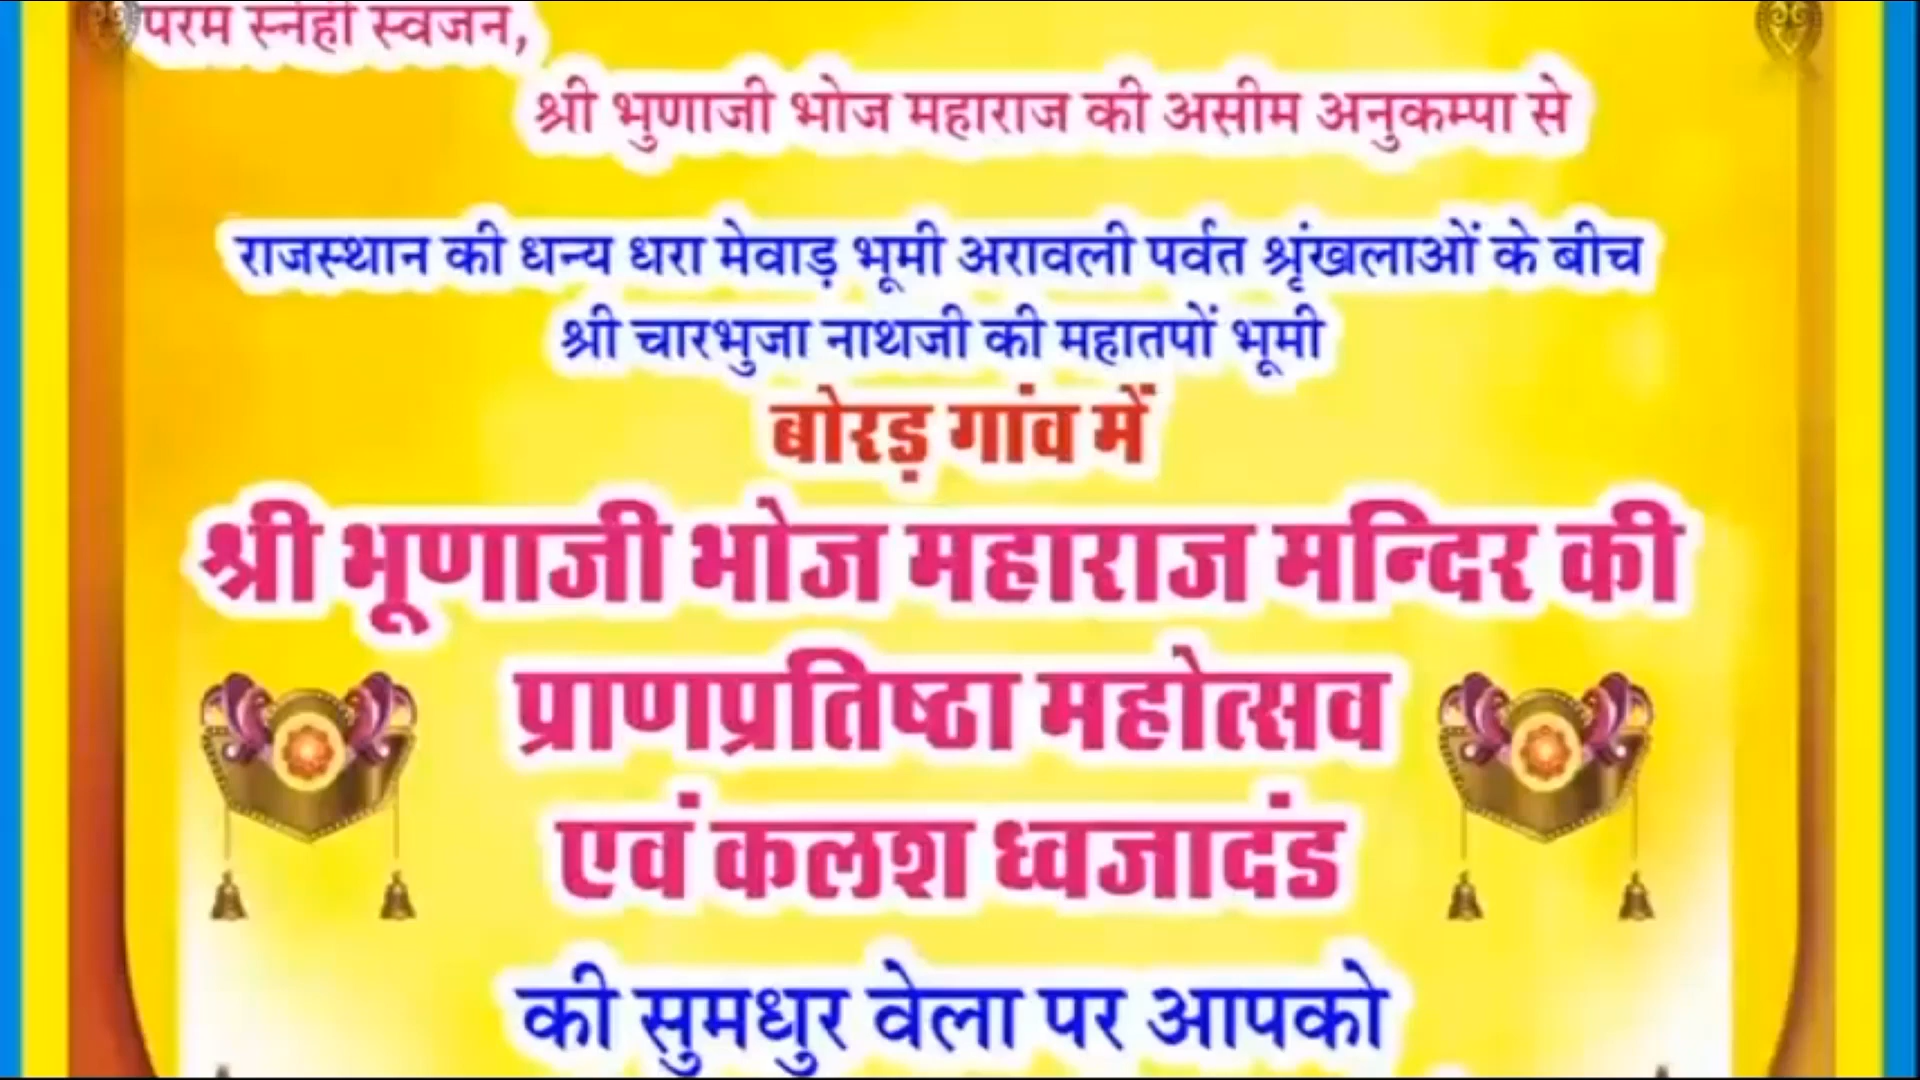 परम स्नेही स्वजन,
श्री भुणाजी भोज महाराज की असीम अनुकम्पा से
राजस्थान की धन्य धरा मेवाड़ भूमी अरावली पर्वत श्रृंखलाओं के बीच
श्री चारभुजा नाथजी की महातपों भूमी
बोरड़ गांव में
श्री भूणाजी भोज महाराज मन्दिर की
प्राणप्रतिष्ठा महोत्सव
एवं कलश ध्वजादंड
की सुमधुर वेला पर आपको